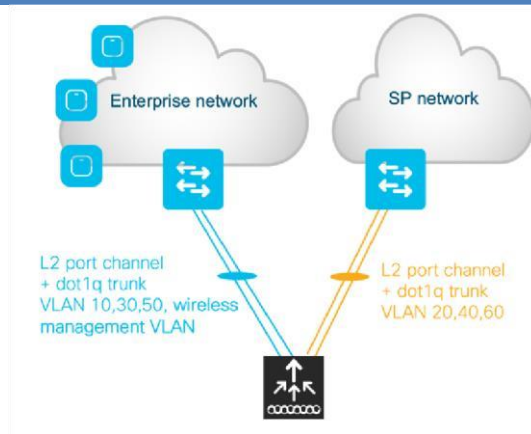 Enterprise network
SP network
L2 port channel
+ dot1q trunk
VLAN 10,30,50, wireless
management VLAN
L2 port channel
+ dot1q trunk
VLAN 20,40,60